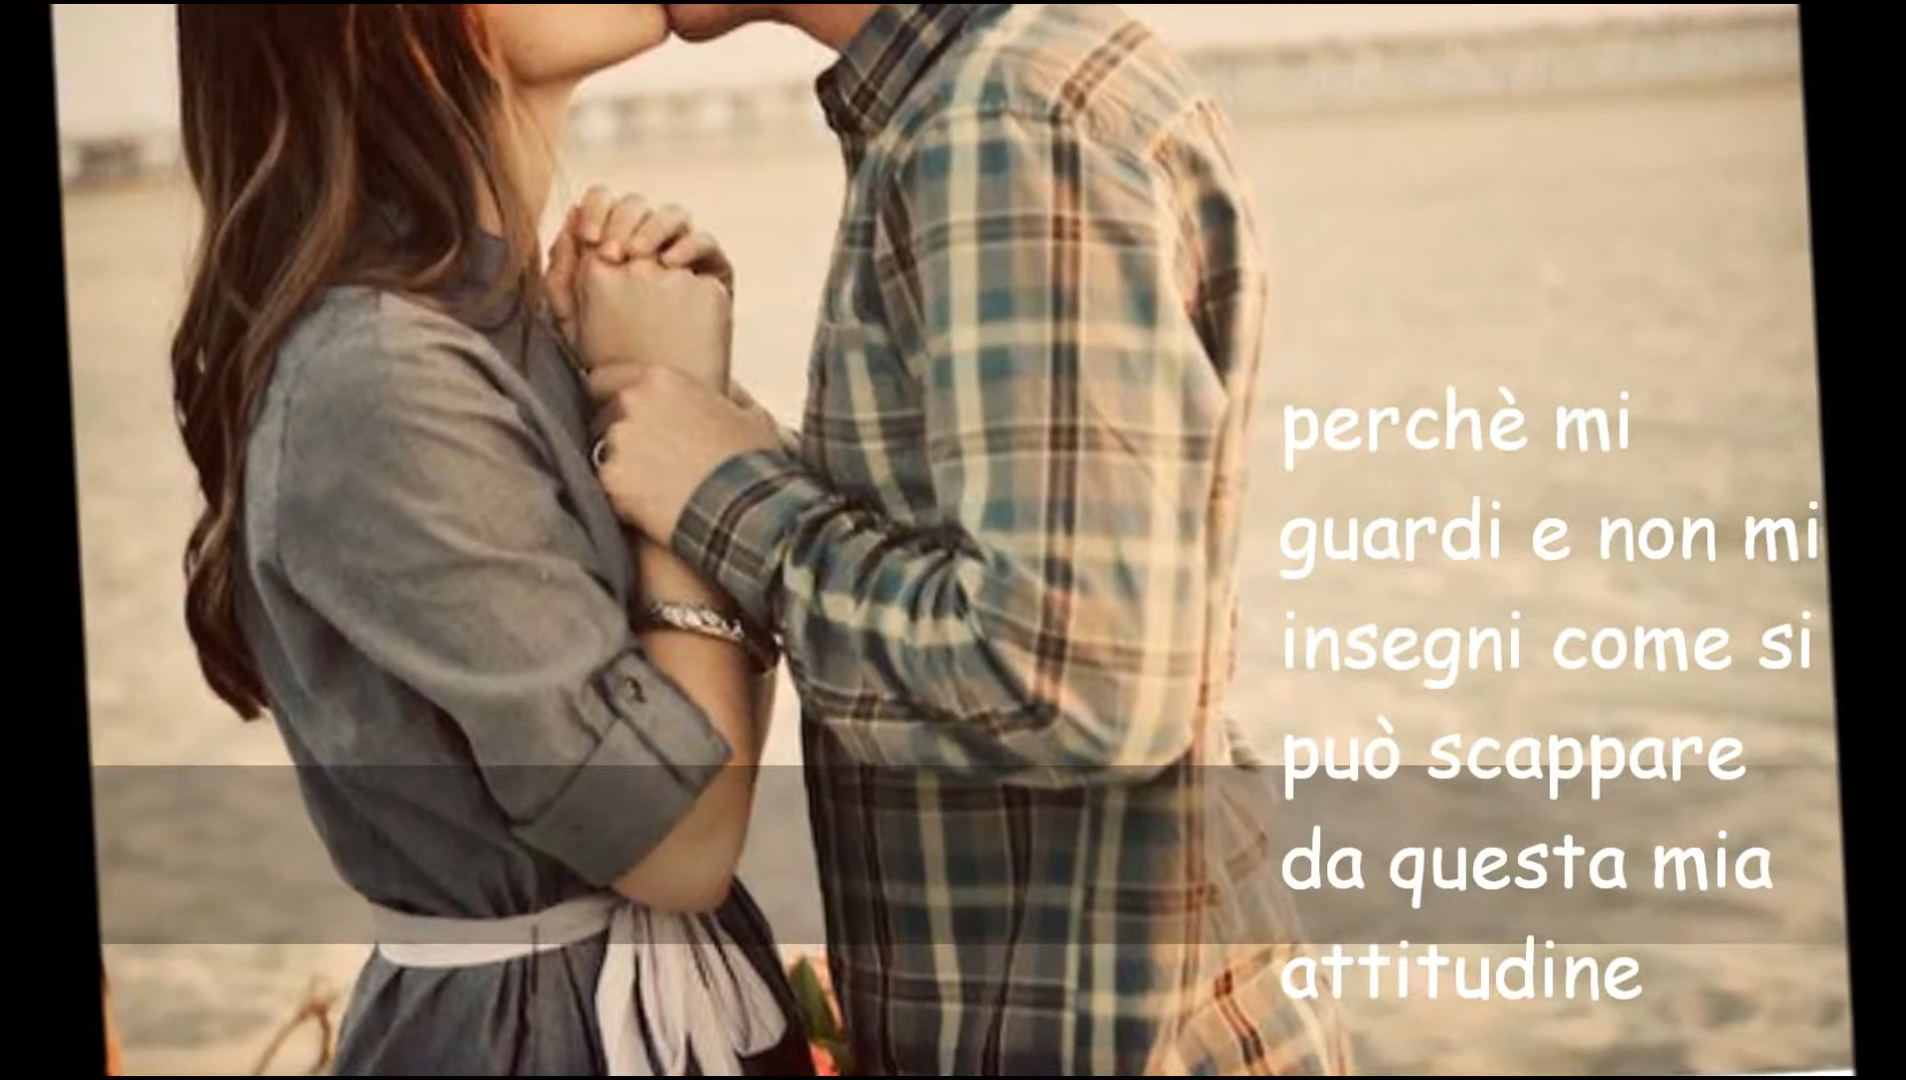 perchè mi
guardi e non mi
insegni come si
può scappare
da questa mia
attitudine